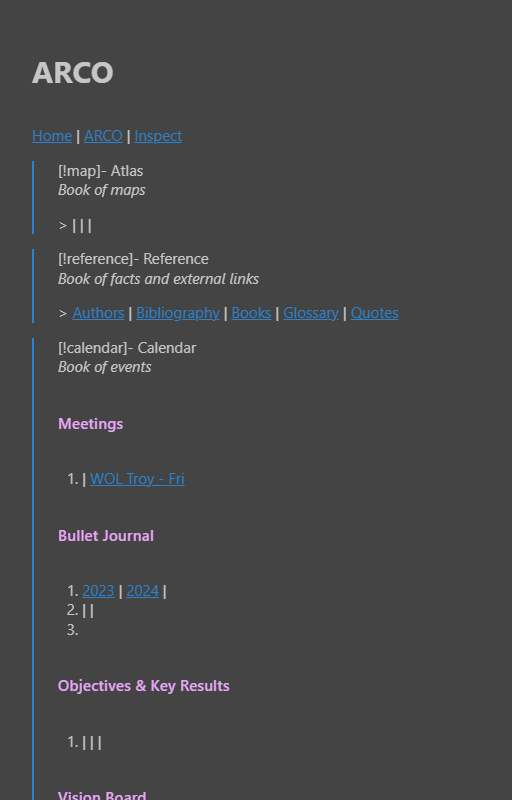 ARCO
Home | ARCO | Inspect
[!map]- Atlas
Book of maps
> | | |
[!reference]- Reference
Book of facts and external links
> Authors | Bibliography | Books | Glossary | Quotes
[!calendar]- Calendar
Book of events
Meetings
1. | WOL Troy - Fri
Bullet Journal
1. 2023 | 2024 |
2. | |
3.
Objectives & Key Results
1. | | |
Vision Board